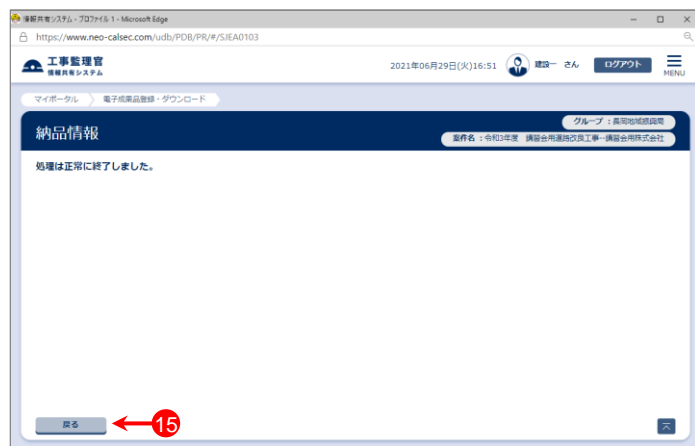 情報共有システム - プロファイル 1 - Microsoft Edge
https://www.neo-calsec.com/udb/PDB/PR/#/SJEA0103
工事監理官
情報共有システム
2021年06月29日(火)16:51
建設一 さん
ログアウト
MENU
マイポータル
電子成果品登録・ダウンロード
納品情報
グループ：長岡地域振興局
案件名：令和3年度 講習会用道路改良工事--講習会用株式会社
処理は正常に終了しました。
戻る
15